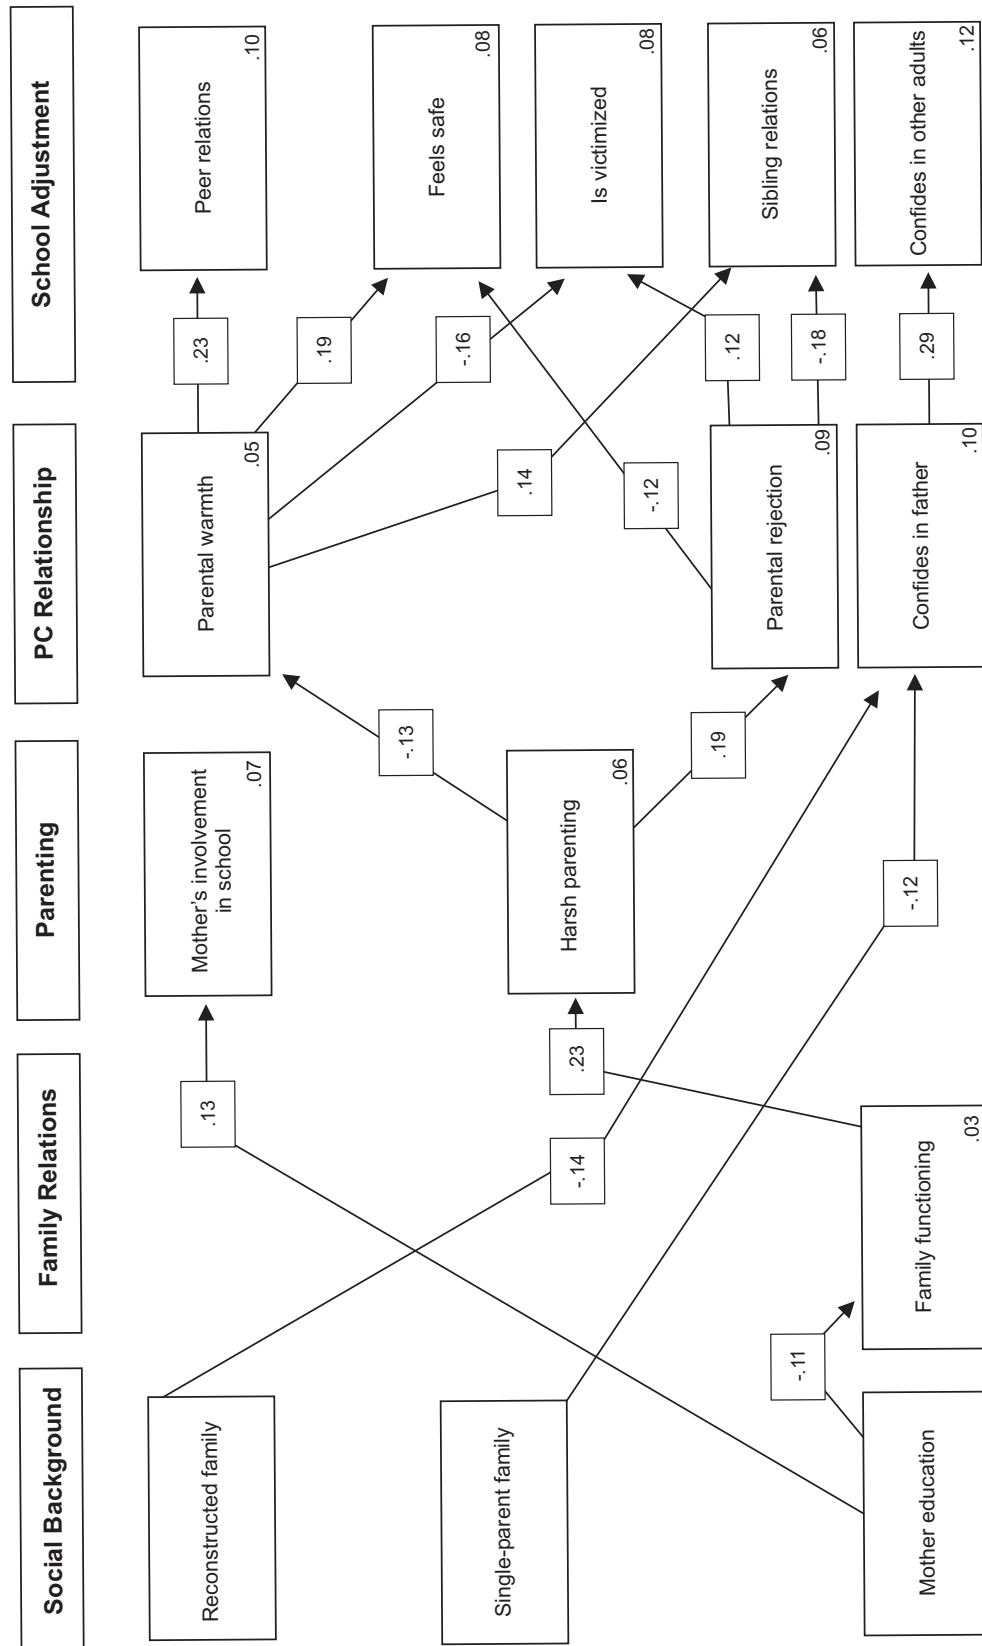 Social Background
Family Relations
Parenting
PC Relationship
School Adjustment
Reconstructed family
Single-parent family
Mother education
-.11
Family functioning
.03
.13
-.14
.23
-.12
Mother's involvement
in school
.07
Harsh parenting
.06
-.13
.19
Parental warmth
.05
Parental rejection
.09
Confides in father
.10
.23
.19
-.16
.14
-.12
.12
-.18
.29
Peer relations
.10
Feels safe
.08
Is victimized
.08
Sibling relations
.06
Confides in other adults
.12